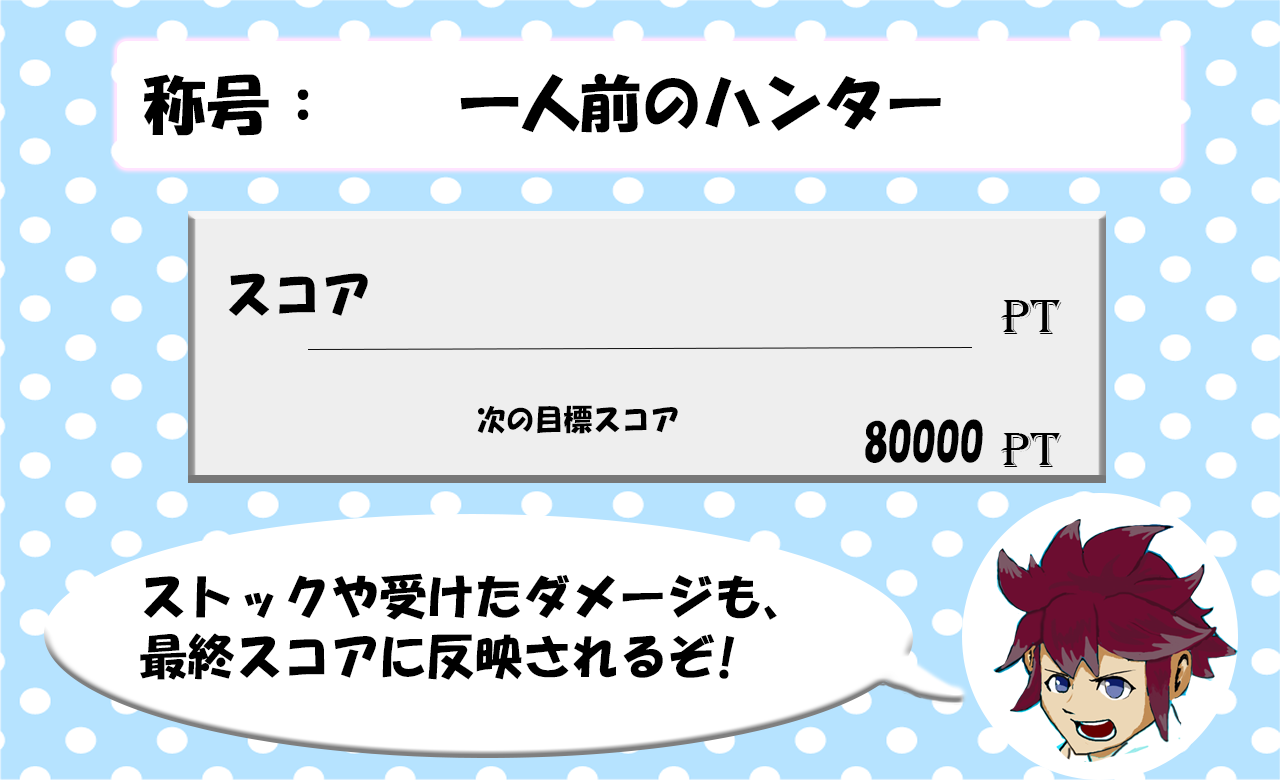 称号： 一人前のハンター
スコア
PT
次の目標スコア 80000 PT
ストックや受けたダメージも、
最終スコアに反映されるぞ!